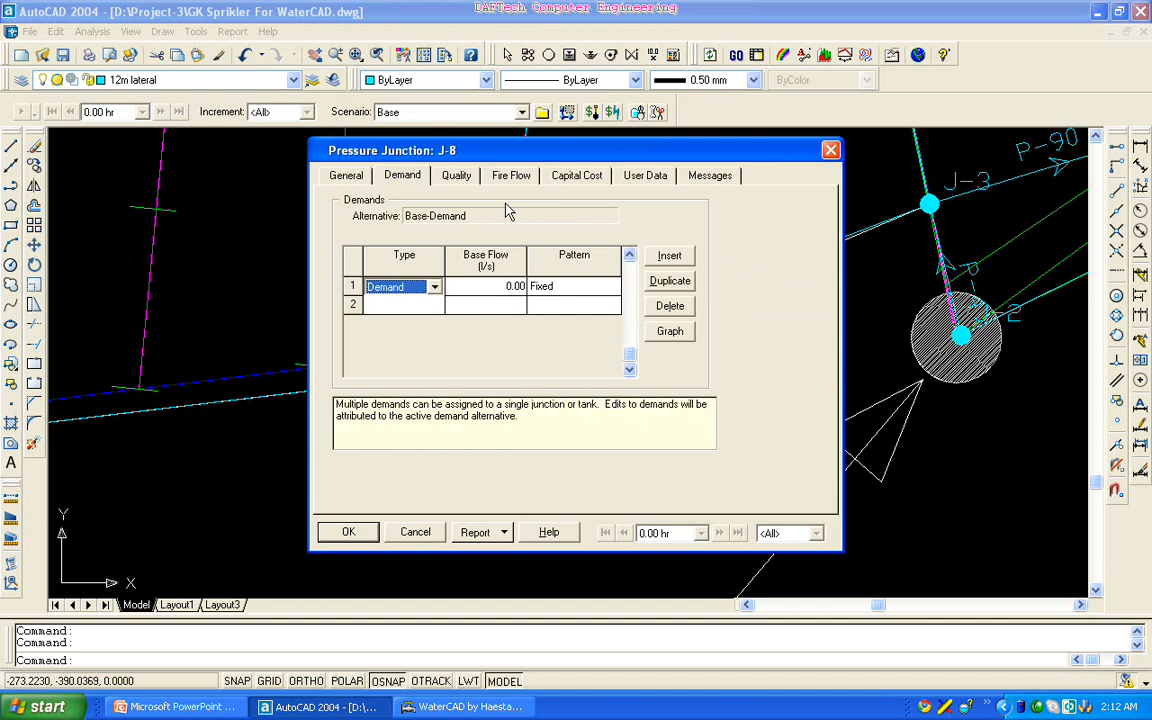 DAFTech Computer Engineering
AutoCAD 2004 - [D:\Project-3\GK Sprikler For WaterCAD.dwg]
File Edit Analysis View Draw Tools Report Help
GO
12m lateral
ByLayer
ByLayer
0.50 mm
ByColor
0.00 hr
Increment: <All>
Scenario: Base
Pressure Junction: J-8
General Demand Quality Fire Flow Capital Cost User Data Messages
Demands
Alternative: Base-Demand
Type
Base Flow
(l/s)
Pattern
1 Demand 0.00 Fixed
2
Insert
Duplicate
Delete
Graph
Multiple demands can be assigned to a single junction or tank. Edits to demands will be
attributed to the active demand alternative.
OK Cancel Report Help
0.00 hr
<All>
P-90
J-3
J-2
Y
X
Model Layout1 Layout3
Command:
Command:
Command:
-273.2230, -390.0369, 0.0000
SNAP GRID ORTHO POLAR OSNAP OTRACK LWT MODEL
start
Microsoft PowerPoint ...
AutoCAD 2004 - [D:\...
WaterCAD by Haesta...
2:12 AM